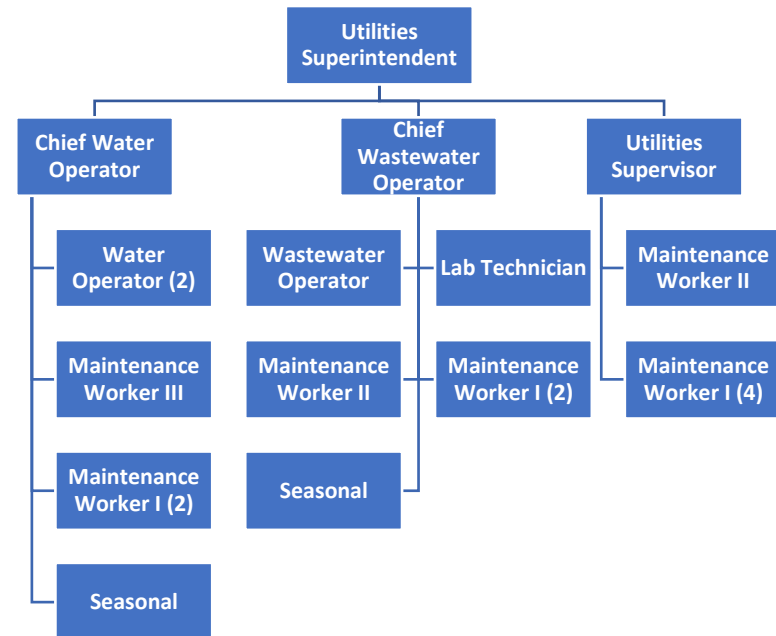 Utilities
Superintendent
Chief Water
Operator
Chief
Wastewater
Operator
Utilities
Supervisor
Water
Operator (2)
Wastewater
Operator
Lab Technician
Maintenance
Worker II
Maintenance
Worker III
Maintenance
Worker II
Maintenance
Worker I (2)
Maintenance
Worker I (4)
Maintenance
Worker I (2)
Seasonal
Seasonal